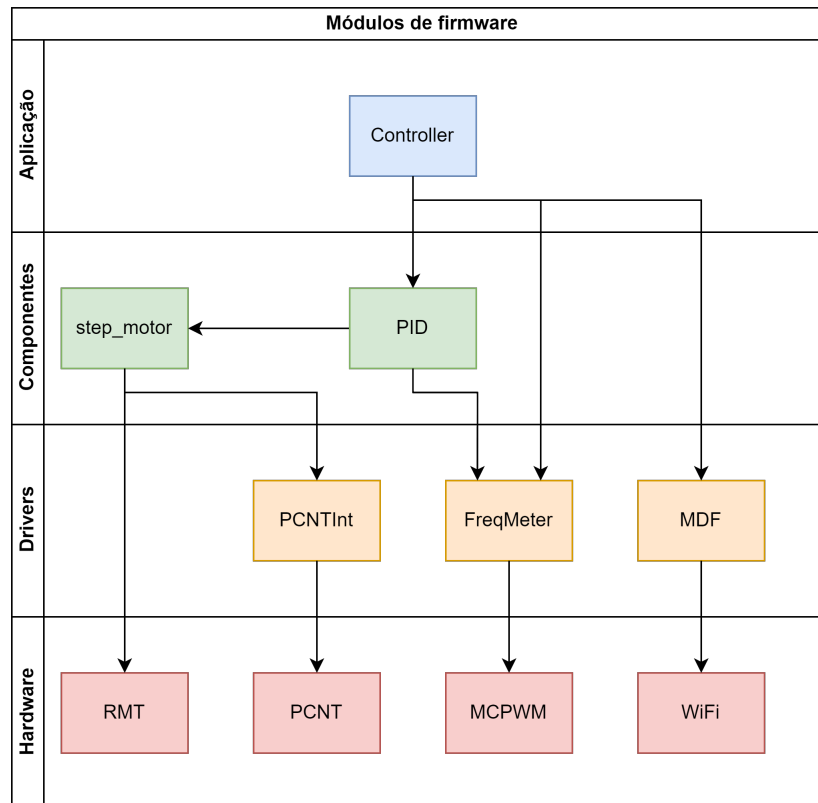 Módulos de firmware
Aplicação
Controller
Componentes
step_motor
PID
Drivers
PCNTInt
FreqMeter
MDF
Hardware
RMT
PCNT
MCPWM
WiFi